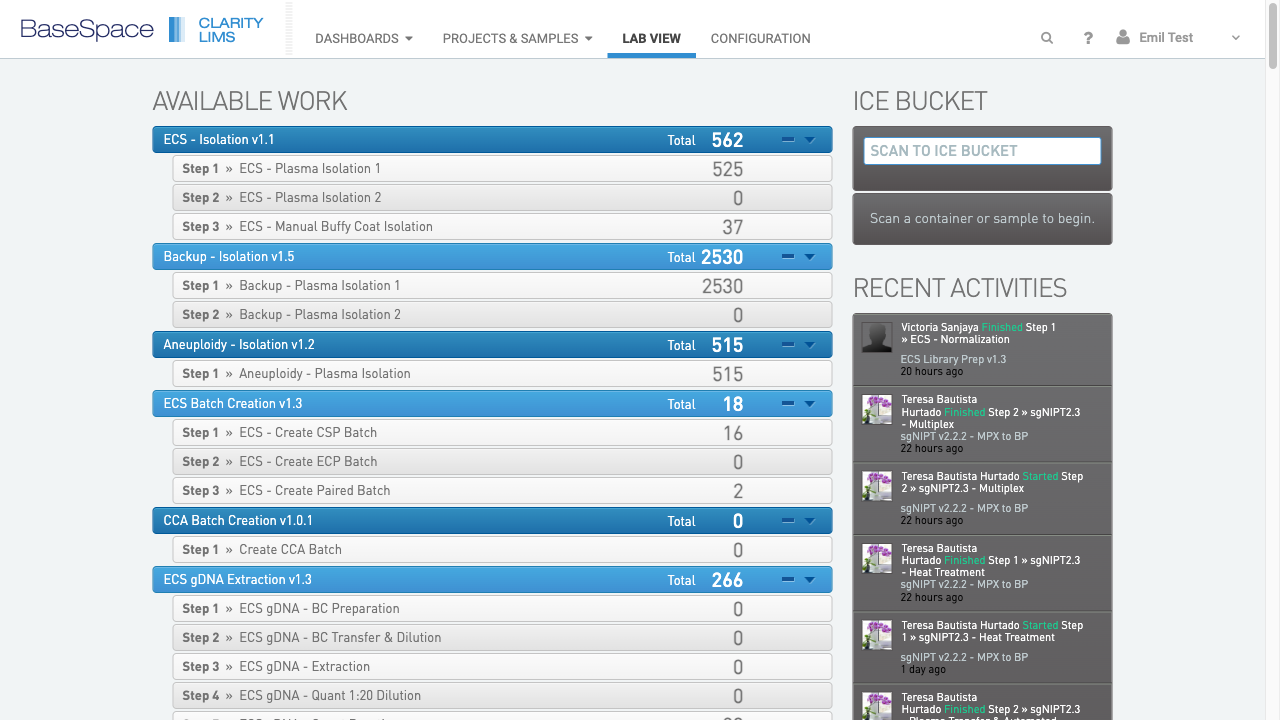 BaseSpace CLARITY LIMS
DASHBOARDS PROJECTS & SAMPLES LAB VIEW CONFIGURATION ? Emil Test
AVAILABLE WORK
ECS - Isolation v1.1 Total 562
Step 1 » ECS - Plasma Isolation 1 525
Step 2 » ECS - Plasma Isolation 2 0
Step 3 » ECS - Manual Buffy Coat Isolation 37
Backup - Isolation v1.5 Total 2530
Step 1 » Backup - Plasma Isolation 1 2530
Step 2 » Backup - Plasma Isolation 2 0
Aneuploidy - Isolation v1.2 Total 515
Step 1 » Aneuploidy - Plasma Isolation 515
ECS Batch Creation v1.3 Total 18
Step 1 » ECS - Create CSP Batch 16
Step 2 » ECS - Create ECP Batch 0
Step 3 » ECS - Create Paired Batch 2
CCA Batch Creation v1.0.1 Total 0
Step 1 » Create CCA Batch 0
ECS gDNA Extraction v1.3 Total 266
Step 1 » ECS gDNA - BC Preparation 0
Step 2 » ECS gDNA - BC Transfer & Dilution 0
Step 3 » ECS gDNA - Extraction 0
Step 4 » ECS gDNA - Quant 1:20 Dilution 0
ICE BUCKET
SCAN TO ICE BUCKET
Scan a container or sample to begin.
RECENT ACTIVITIES
Victoria Sanjaya Finished Step 1
» ECS - Normalization
ECS Library Prep v1.3
20 hours ago
Teresa Bautista
Hurtado Finished Step 2 » sgNIPT2.3
- Multiplex
sgNIPT v2.2.2 - MPX to BP
22 hours ago
Teresa Bautista Hurtado Started Step
2 » sgNIPT2.3 - Multiplex
sgNIPT v2.2.2 - MPX to BP
22 hours ago
Teresa Bautista
Hurtado Finished Step 1 » sgNIPT2.3
- Heat Treatment
sgNIPT v2.2.2 - MPX to BP
22 hours ago
Teresa Bautista Hurtado Started Step
1 » sgNIPT2.3 - Heat Treatment
sgNIPT v2.2.2 - MPX to BP
1 day ago
Teresa Bautista
Hurtado Finished Step 2 » sgNIPT2.3
- Plasma Transfer & Automated